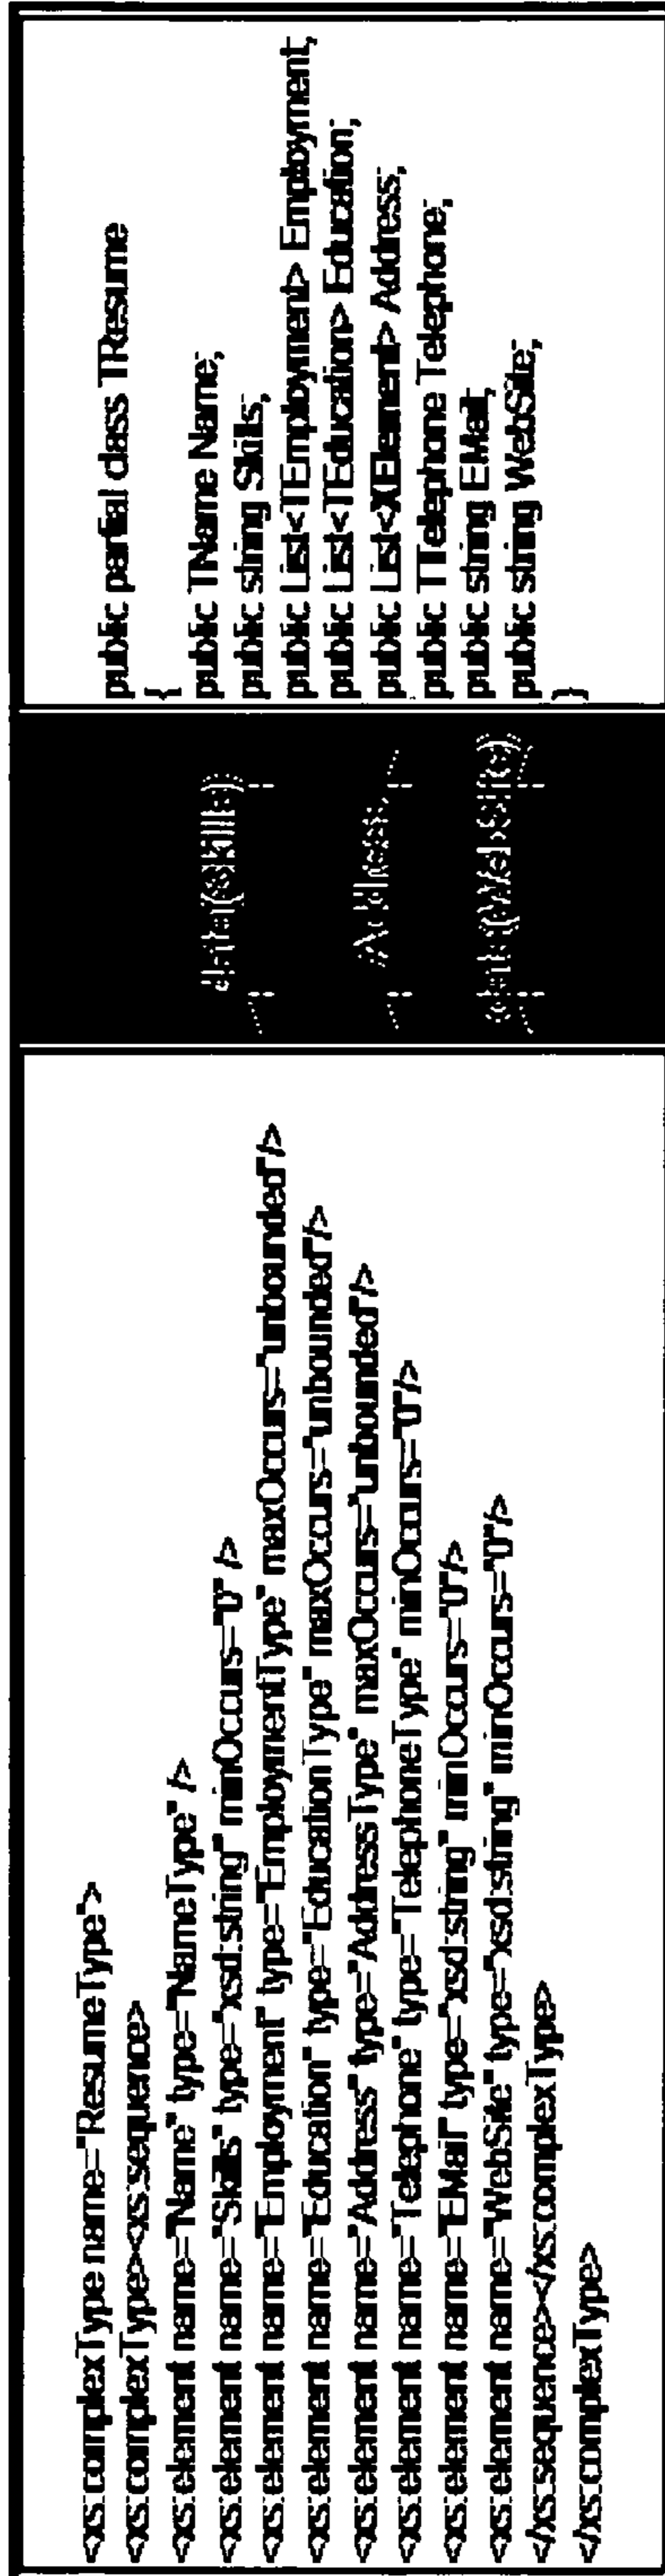 <xs:complexType name="ResumeType">
<xs:complexType><xs:sequence>
<xs:element name="Name" type="NameType" />
<xs:element name="Skills" type="xsd:string" minOccurs="0" />
<xs:element name="Employment" type="EmploymentType" maxOccurs="unbounded"/>
<xs:element name="Education" type="EducationType" maxOccurs="unbounded"/>
<xs:element name="Address" type="AddressType" maxOccurs="unbounded"/>
<xs:element name="Telephone" type="TelephoneType" minOccurs="0"/>
<xs:element name="EMail" type="xsd:string" minOccurs="0"/>
<xs:element name="WebSite" type="xsd:string" minOccurs="0"/>
</xs:sequence></xs:complexType>
</xs:complexType>
data(Skills)
Address
data(WebSite)
public partial class TResume
{
public TName Name;
public string Skills;
public List<TEmployment> Employment;
public List<TEducation> Education;
public List<XElement> Address;
public TTelephone Telephone;
public string EMail;
public string WebSite;
}